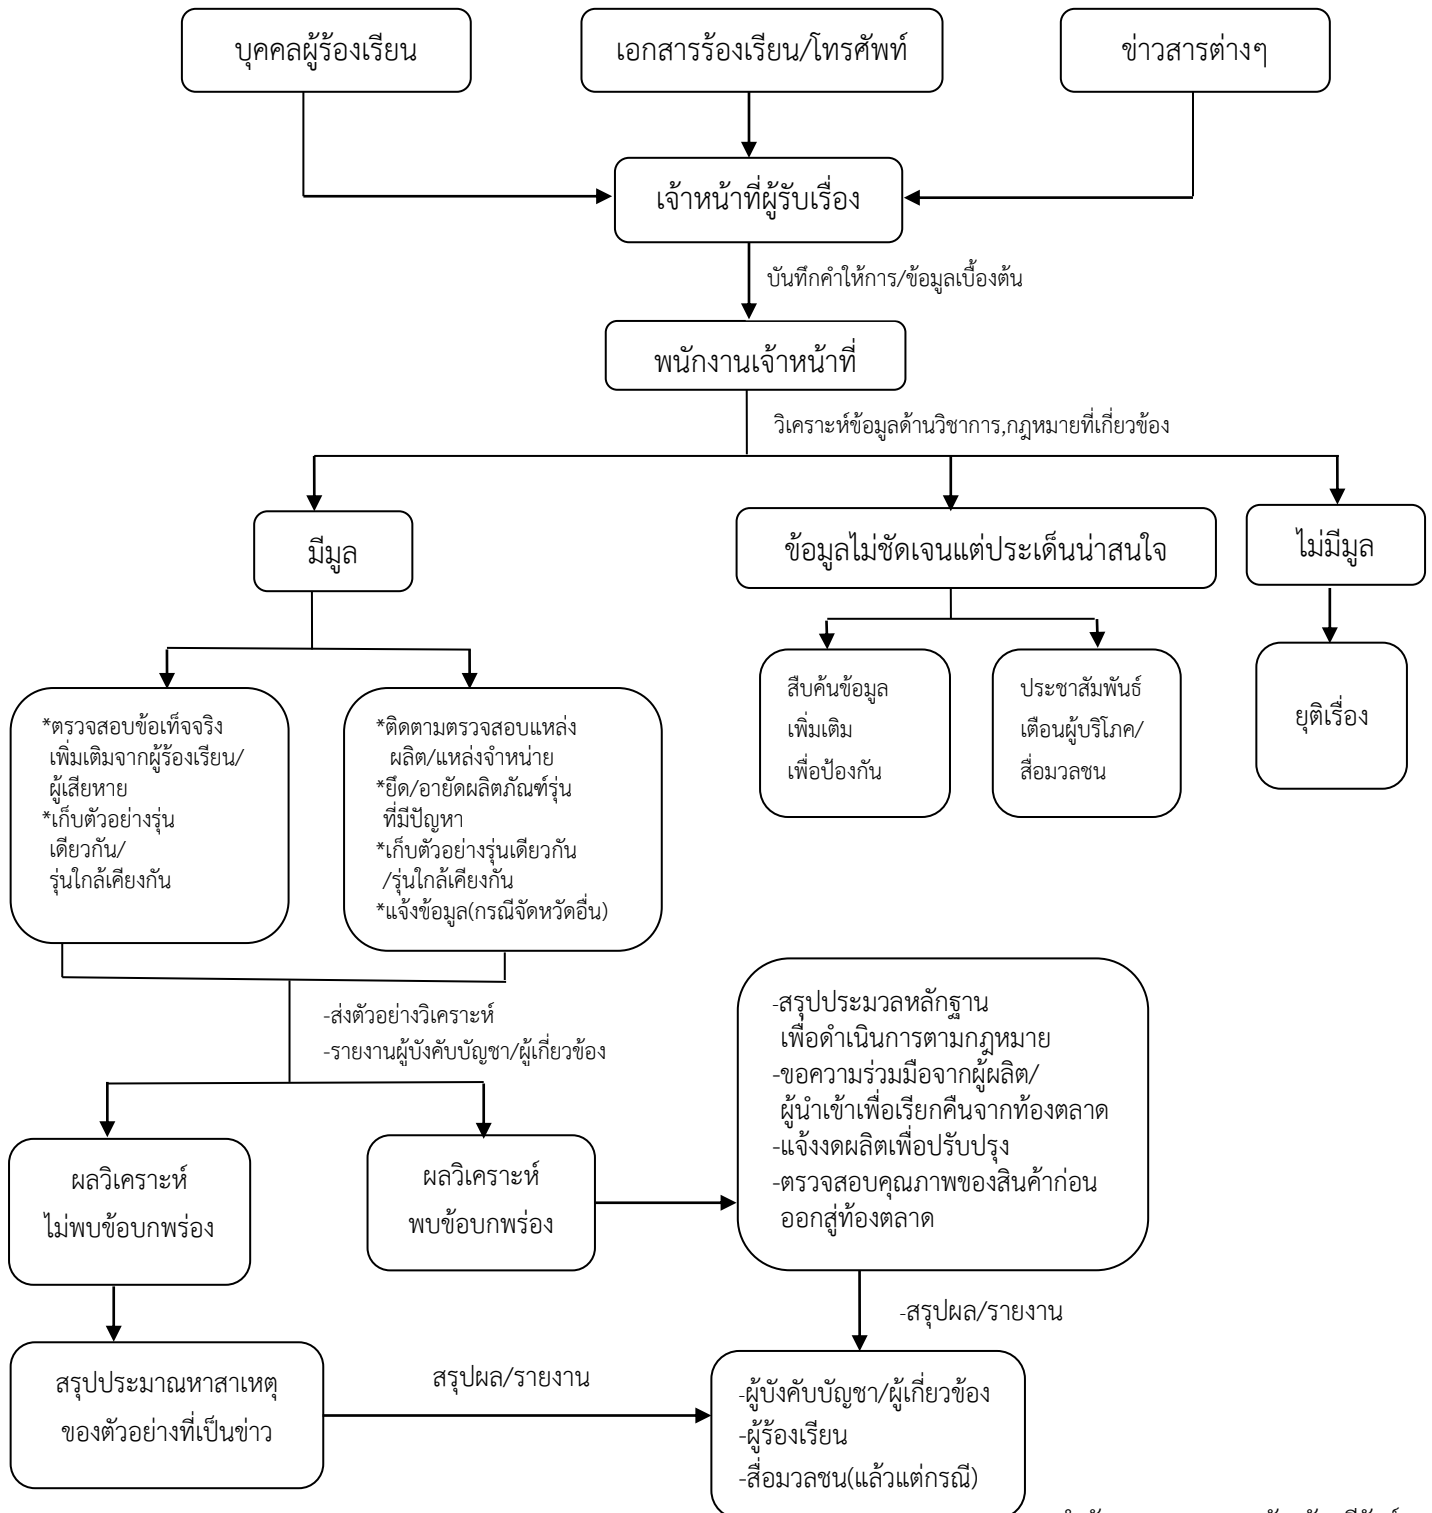 บุคคลผู้ร้องเรียน
เอกสารร้องเรียน/โทรศัพท์
ข่าวสารต่างๆ
เจ้าหน้าที่ผู้รับเรื่อง
บันทึกคำให้การ/ข้อมูลเบื้องต้น
พนักงานเจ้าหน้าที่
วิเคราะห์ข้อมูลด้านวิชาการ,กฎหมายที่เกี่ยวข้อง
มีมูล
ข้อมูลไม่ชัดเจนแต่ประเด็นน่าสนใจ
ไม่มีมูล
*ตรวจสอบข้อเท็จจริง
เพิ่มเติมจากผู้ร้องเรียน/
ผู้เสียหาย
*เก็บตัวอย่างรุ่น
เดียวกัน/
รุ่นใกล้เคียงกัน
*ติดตามตรวจสอบแหล่ง
ผลิต/แหล่งจำหน่าย
*ยึด/อายัดผลิตภัณฑ์รุ่น
ที่มีปัญหา
*เก็บตัวอย่างรุ่นเดียวกัน
/รุ่นใกล้เคียงกัน
*แจ้งข้อมูล(กรณีจัดหวัดอื่น)
สืบค้นข้อมูล
เพิ่มเติม
เพื่อป้องกัน
ประชาสัมพันธ์
เตือนผู้บริโภค/
สื่อมวลชน
ยุติเรื่อง
-ส่งตัวอย่างวิเคราะห์
-รายงานผู้บังคับบัญชา/ผู้เกี่ยวข้อง
ผลวิเคราะห์
ไม่พบข้อบกพร่อง
ผลวิเคราะห์
พบข้อบกพร่อง
-สรุปประมวลหลักฐาน
เพื่อดำเนินการตามกฎหมาย
-ขอความร่วมมือจากผู้ผลิต/
ผู้นำเข้าเพื่อเรียกคืนจากท้องตลาด
-แจ้งงดผลิตเพื่อปรับปรุง
-ตรวจสอบคุณภาพของสินค้าก่อน
ออกสู่ท้องตลาด
-สรุปผล/รายงาน
สรุปประมาณหาสาเหตุ
ของตัวอย่างที่เป็นข่าว
สรุปผล/รายงาน
-ผู้บังคับบัญชา/ผู้เกี่ยวข้อง
-ผู้ร้องเรียน
-สื่อมวลชน(แล้วแต่กรณี)